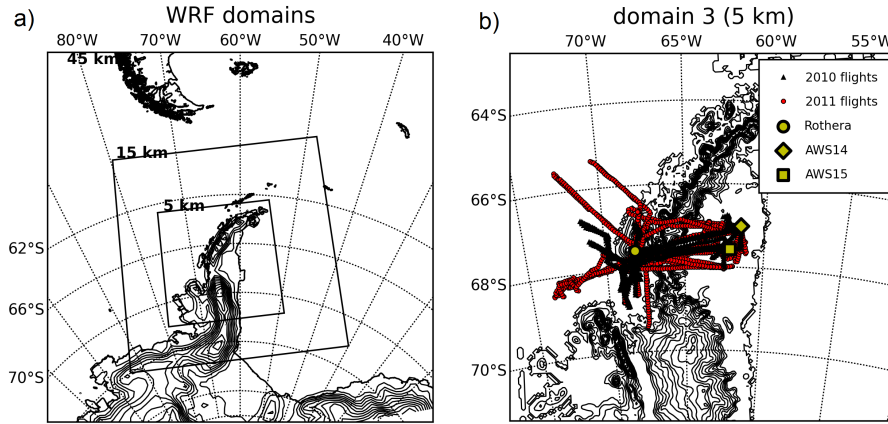 a)
WRF domains
80°W 70°W 60°W 50°W 40°W
45 km
15 km
5 km
62°S
66°S
70°S
b)
domain 3 (5 km)
70°W 65°W 60°W 55°W
64°S
66°S
68°S
70°S
2010 flights
2011 flights
Rothera
AWS14
AWS15